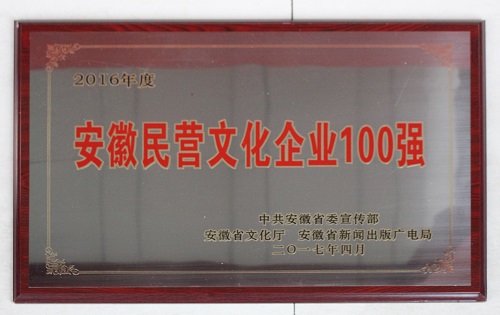 2016年度
安徽民营文化企业100强
中共安徽省委宣传部
安徽省文化厅 安徽省新闻出版广电局
二〇一七年四月